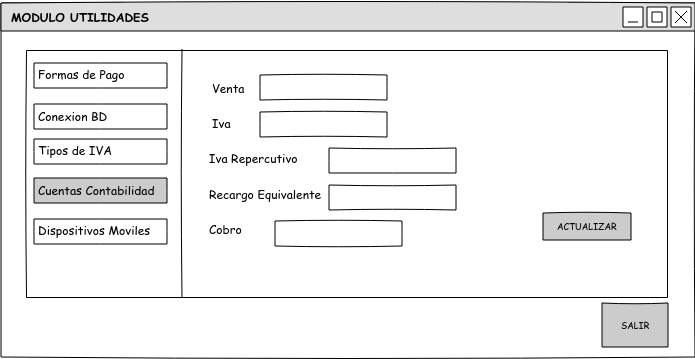 MODULO UTILIDADES
Formas de Pago
Conexion BD
Tipos de IVA
Cuentas Contabilidad
Dispositivos Moviles
Venta
Iva
Iva Repercutivo
Recargo Equivalente
Cobro
ACTUALIZAR
SALIR